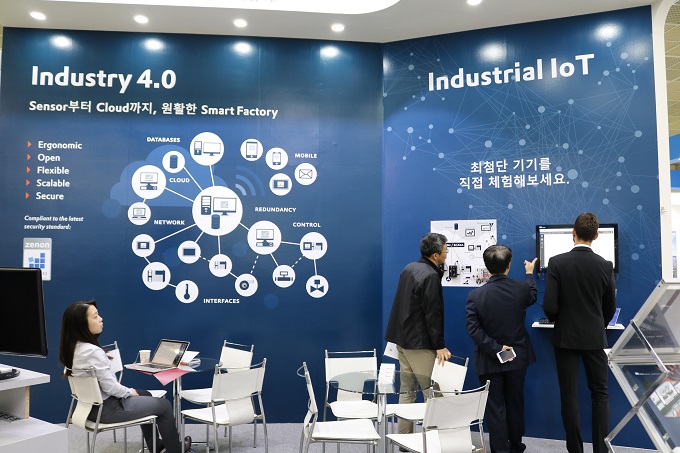 Industry 4.0
Sensor부터 Cloud까지, 원활한 Smart Factory
Ergonomic
Open
Flexible
Scalable
Secure
Compliant to the latest
security standard:
zenon
DATABASES
MOBILE
CLOUD
REDUNDANCY
NETWORK
CONTROL
INTERFACES
Industrial IoT
최첨단 기기를
직접 체험해보세요.